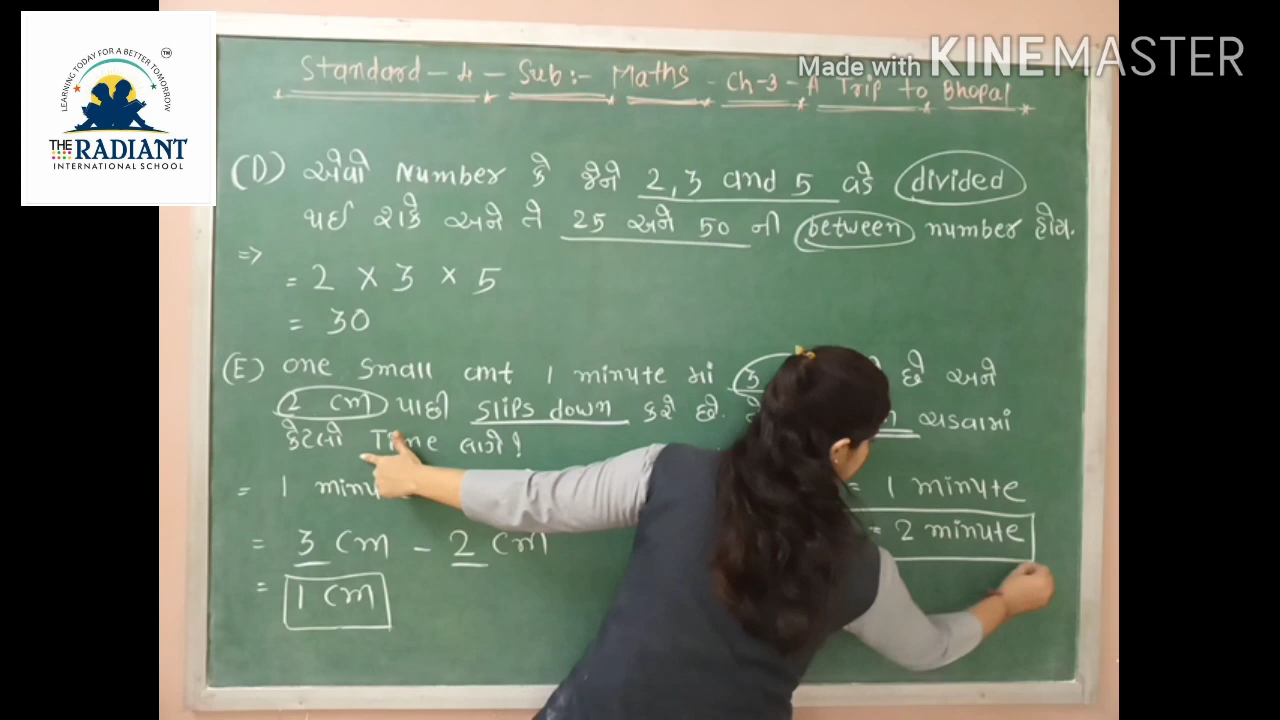 LEARNING TODAY FOR A BETTER TOMORROW
TM
THE RADIANT
INTERNATIONAL SCHOOL
Made with KINEMASTER
Standard - 4 - Sub :- Maths - Ch-3 - A Trip to Bhopal
(D) એવો Number કે જેને 2, 3 and 5 વડે divided
થઈ શકે અને તે 25 અને 50 ની between number હોય.
=>
= 2 × 3 × 5
= 30
(E) one small ant 1 minute માં 3 છે અને
2 cm પાછી slips down કરે છે. ચડવામાં
કેટલો Time લાગે!
= 1 = 1 minute
= 3 cm - 2 cm = 2 minute
= 1 cm